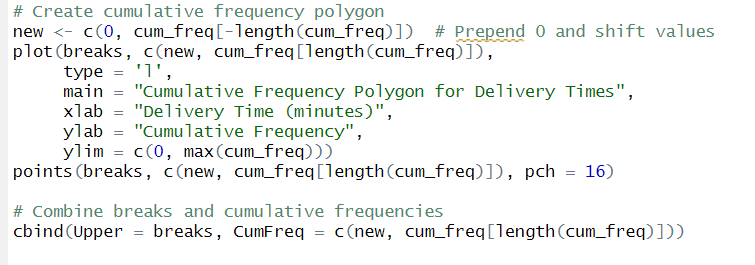 # Create cumulative frequency polygon
new <- c(0, cum_freq[-length(cum_freq)])  # Prepend 0 and shift values
plot(breaks, c(new, cum_freq[length(cum_freq)]),
     type = 'l',
     main = "Cumulative Frequency Polygon for Delivery Times",
     xlab = "Delivery Time (minutes)",
     ylab = "Cumulative Frequency",
     ylim = c(0, max(cum_freq)))
points(breaks, c(new, cum_freq[length(cum_freq)]), pch = 16)

# Combine breaks and cumulative frequencies
cbind(Upper = breaks, CumFreq = c(new, cum_freq[length(cum_freq)]))